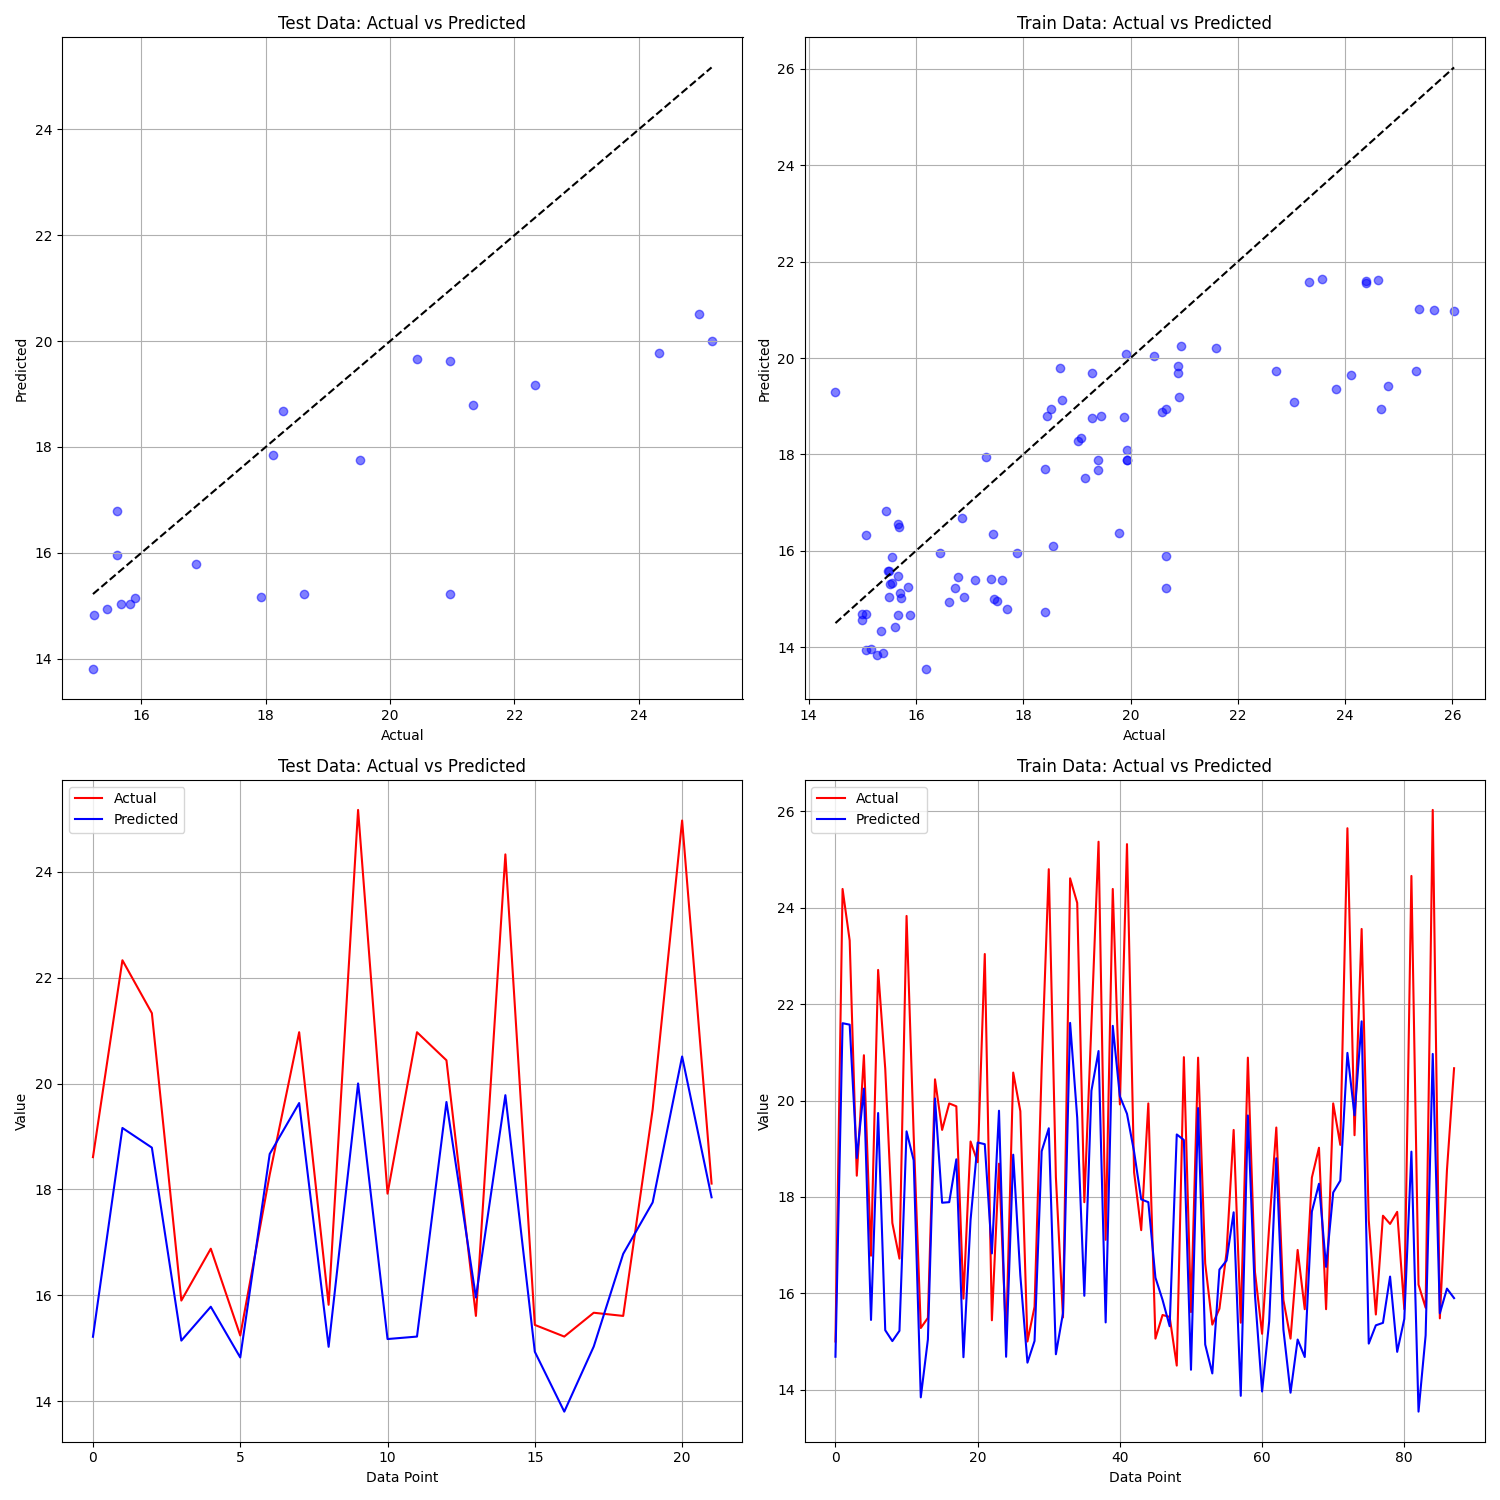 Test Data: Actual vs Predicted
Predicted
24
22
20
18
16
14
16 18 20 22 24
Actual
Train Data: Actual vs Predicted
Predicted
26
24
22
20
18
16
14
14 16 18 20 22 24 26
Actual
Test Data: Actual vs Predicted
Actual
Predicted
Value
24
22
20
18
16
14
0 5 10 15 20
Data Point
Train Data: Actual vs Predicted
Actual
Predicted
Value
26
24
22
20
18
16
14
0 20 40 60 80
Data Point